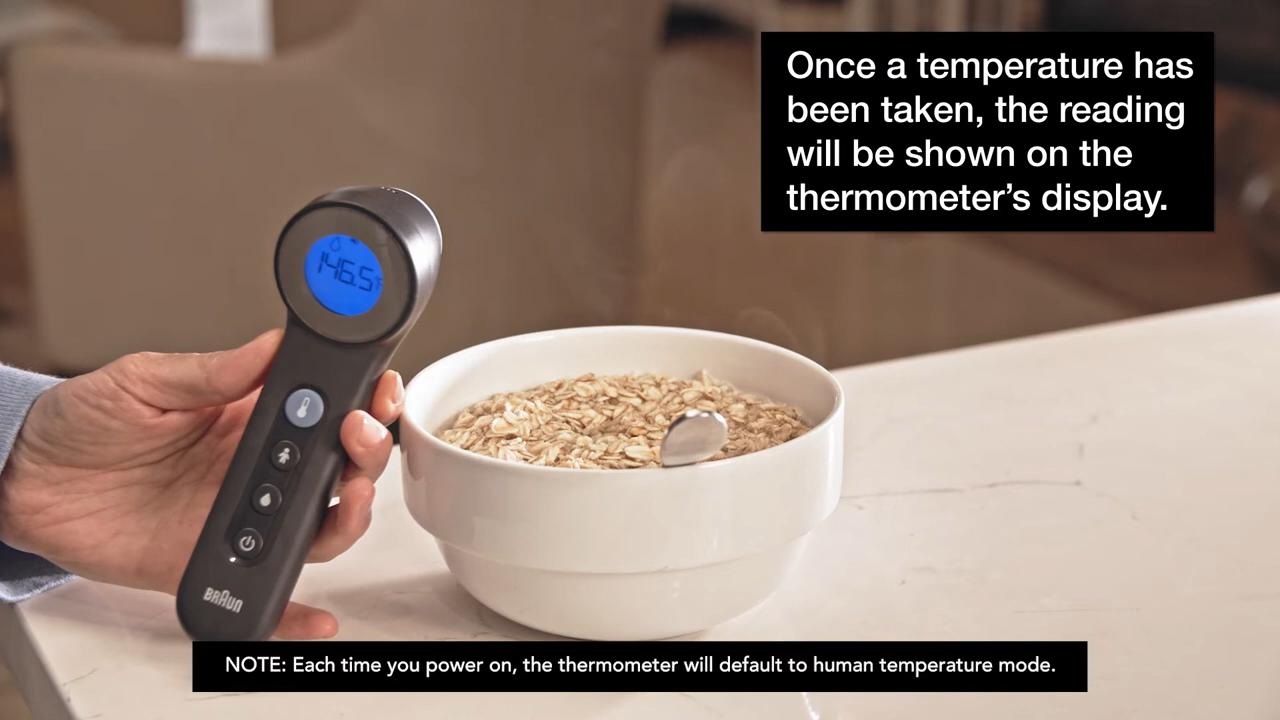 Once a temperature has
been taken, the reading
will be shown on the
thermometer’s display.
146.5°F
BRAUN
NOTE: Each time you power on, the thermometer will default to human temperature mode.